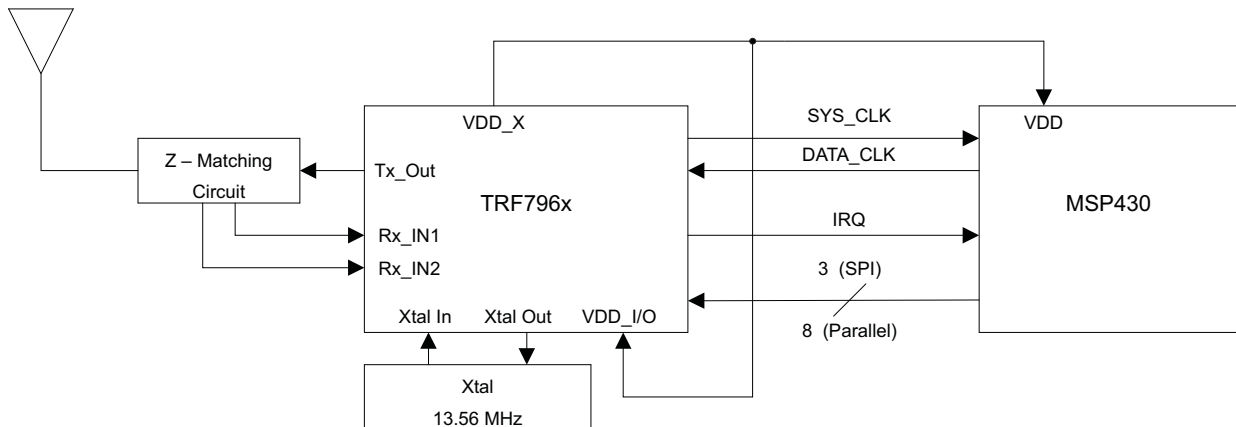 VDD_X
SYS_CLK
VDD
Z – Matching
Circuit
Tx_Out
DATA_CLK
TRF796x
MSP430
Rx_IN1
IRQ
Rx_IN2
3 (SPI)
Xtal In
Xtal Out
VDD_I/O
8 (Parallel)
Xtal
13.56 MHz